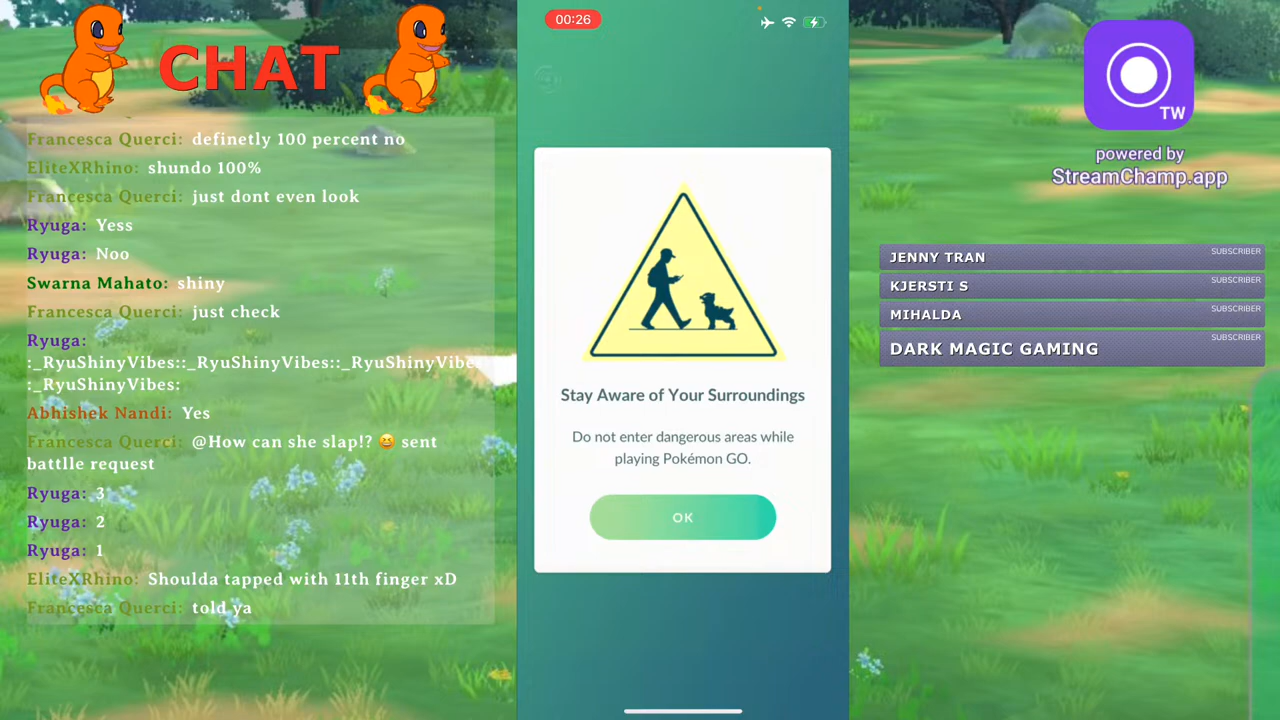 CHAT
Francesca Querci: definetly 100 percent no
EliteXRhino: shundo 100%
Francesca Querci: just dont even look
Ryuga: Yess
Ryuga: Noo
Swarna Mahato: shiny
Francesca Querci: just check
Ryuga:
:_RyuShinyVibes::_RyuShinyVibes::_RyuShinyVibes:
:_RyuShinyVibes:
Abhishek Nandi: Yes
Francesca Querci: @How can she slap!? 😆 sent
battlle request
Ryuga: 3
Ryuga: 2
Ryuga: 1
EliteXRhino: Shoulda tapped with 11th finger xD
Francesca Querci: told ya
00:26
Stay Aware of Your Surroundings
Do not enter dangerous areas while
playing Pokémon GO.
OK
TW
powered by
StreamChamp.app
JENNY TRAN SUBSCRIBER
KJERSTI S SUBSCRIBER
MIHALDA SUBSCRIBER
DARK MAGIC GAMING SUBSCRIBER